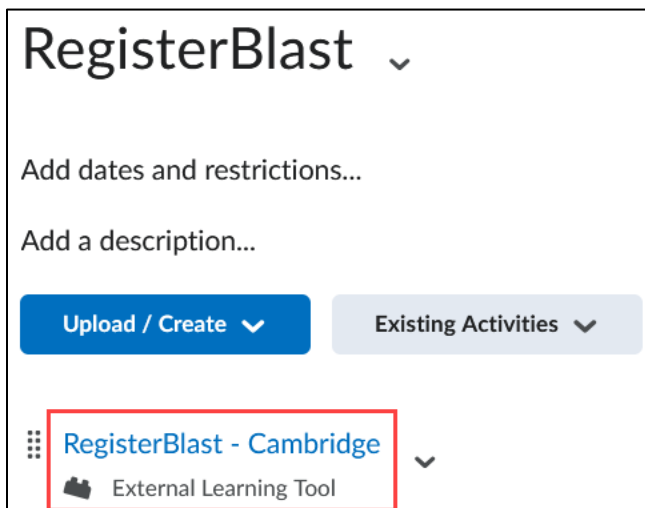 RegisterBlast
Add dates and restrictions...
Add a description...
Upload / Create
Existing Activities
RegisterBlast - Cambridge
External Learning Tool